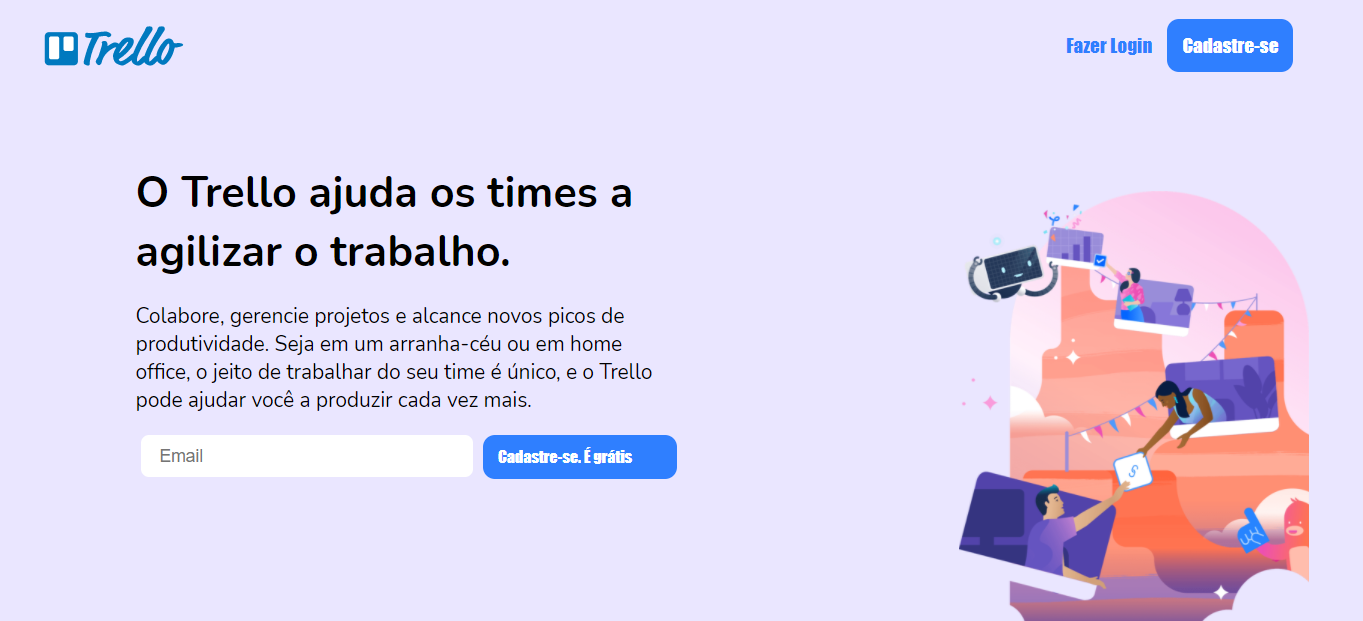 Trello
Fazer Login
Cadastre-se
O Trello ajuda os times a
agilizar o trabalho.
Colabore, gerencie projetos e alcance novos picos de
produtividade. Seja em um arranha-céu ou em home
office, o jeito de trabalhar do seu time é único, e o Trello
pode ajudar você a produzir cada vez mais.
Email
Cadastre-se. É grátis